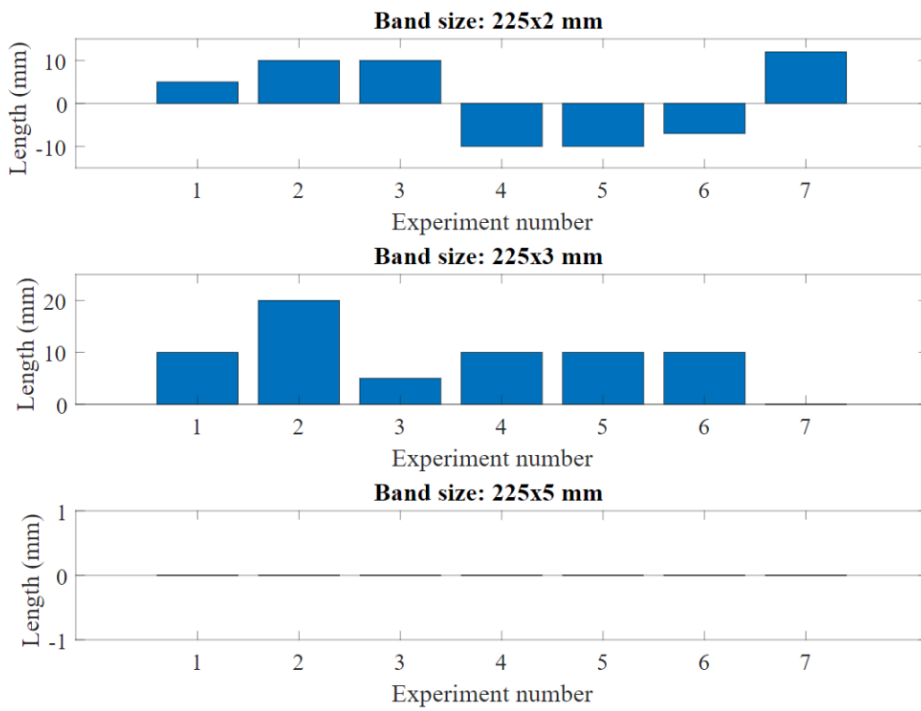 Band size: 225x2 mm
Length (mm)
10
0
-10
1 2 3 4 5 6 7
Experiment number
Band size: 225x3 mm
Length (mm)
20
10
0
1 2 3 4 5 6 7
Experiment number
Band size: 225x5 mm
Length (mm)
1
0
-1
1 2 3 4 5 6 7
Experiment number